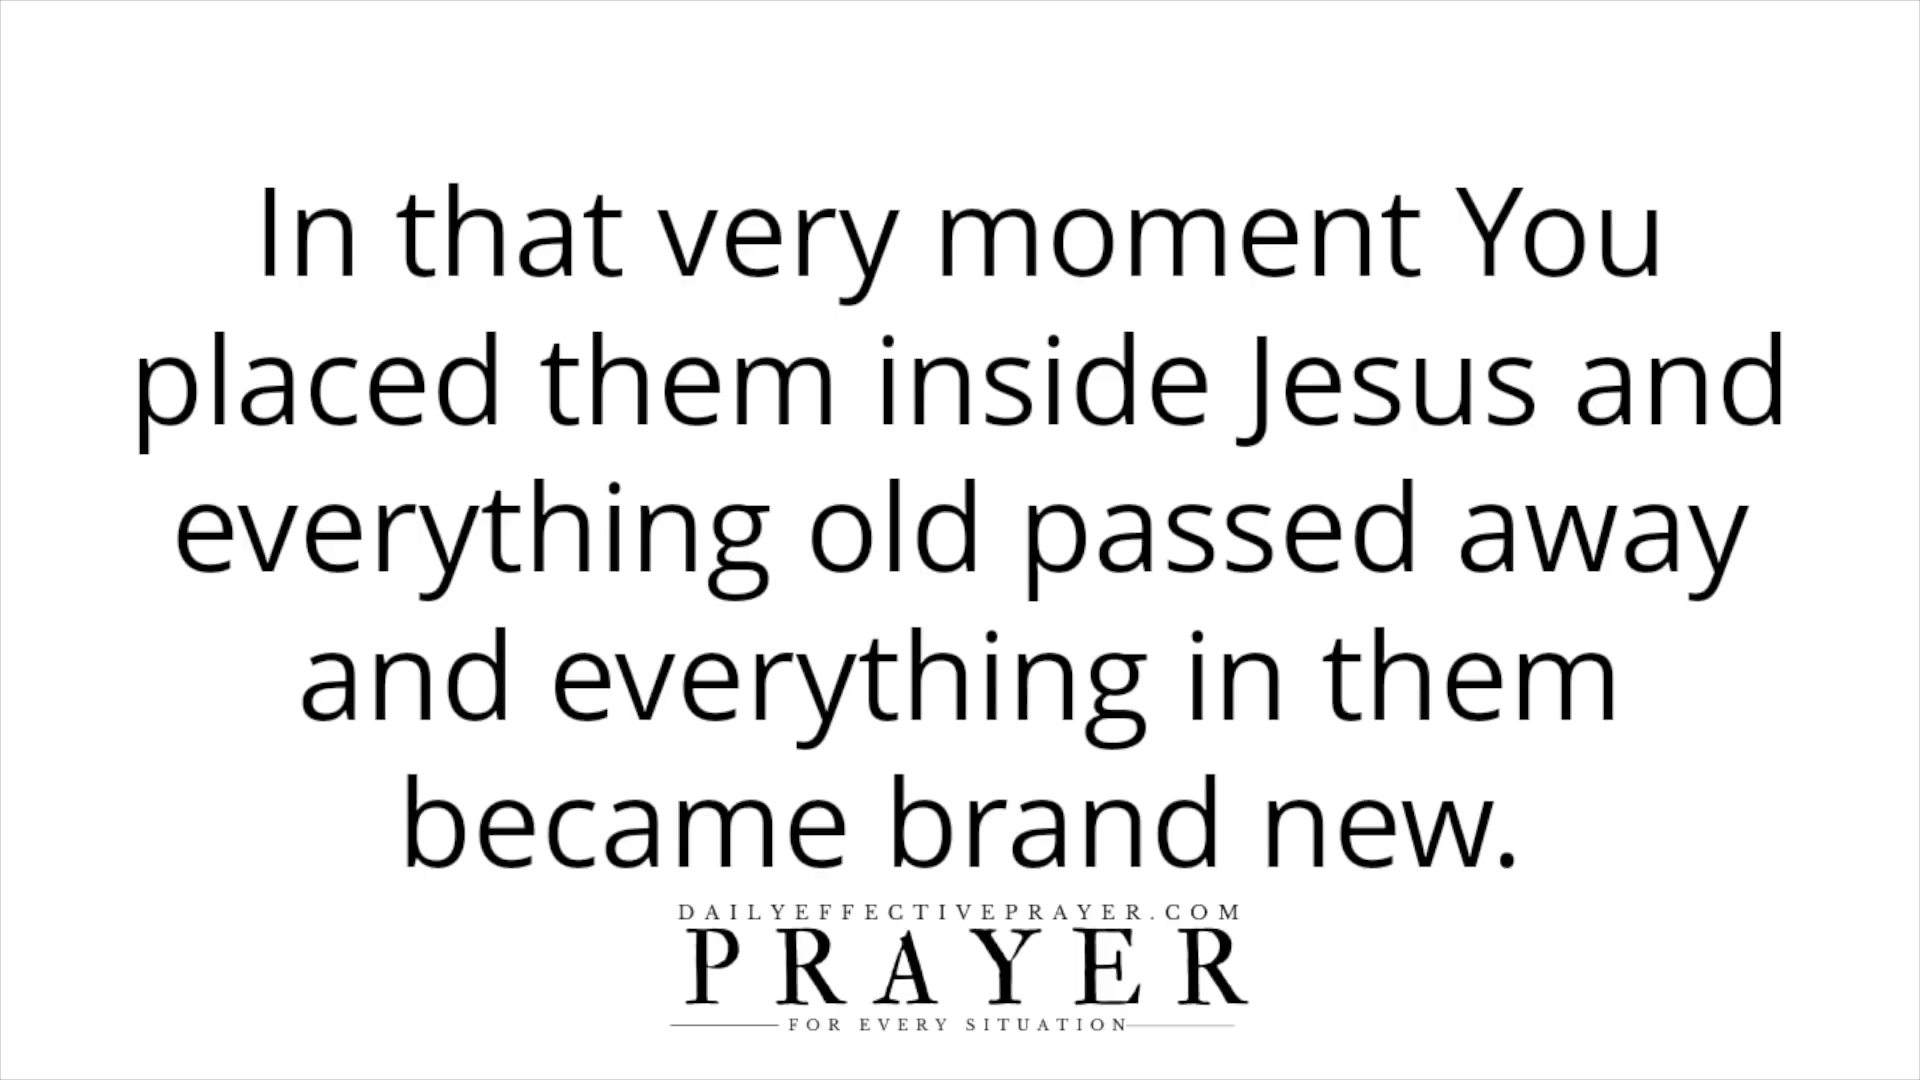 In that very moment You
placed them inside Jesus and
everything old passed away
and everything in them
became brand new.
DAILYEFFECTIVEPRAYER.COM
PRAYER
FOR EVERY SITUATION